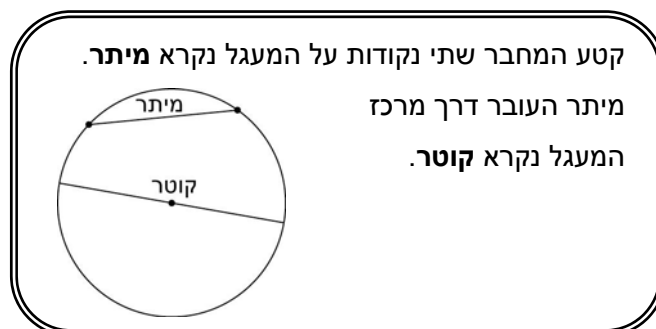 קטע המחבר שתי נקודות על המעגל נקרא מיתר.
מיתר העובר דרך מרכז
המעגל נקרא קוטר.
מיתר
קוטר